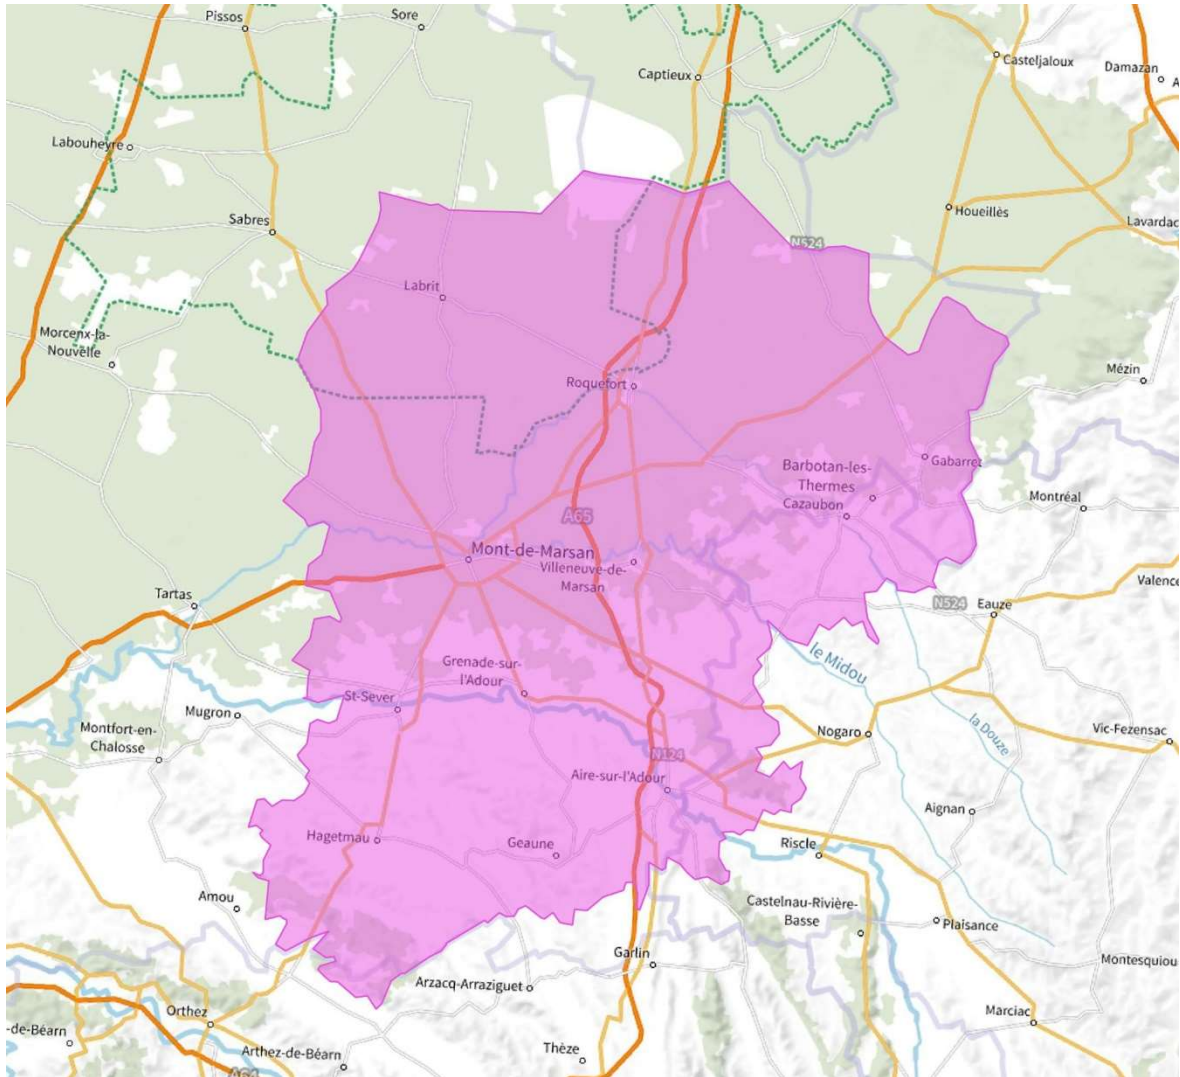 Pissos
Sore
Captieux
Casteljaloux
Damazan
A
Labouheyre
Sabres
Houeillès
Lavardac
N524
Labrit
Morcenx-la-
Nouvelle
Mézin
Roquefort
Barbotan-les-
Thermes
Cazaubon
Gabarret
Montréal
A65
Mont-de-Marsan
Villeneuve-de-
Marsan
Tartas
Valence
N524
Eauze
Grenade-sur-
l'Adour
le Midou
St-Sever
Mugron
Montfort-en-
Chalosse
Nogaro
la Douze
Vic-Fezensac
N124
Aire-sur-l'Adour
Aignan
Hagetmau
Geaune
Riscle
Amou
Castelnau-Rivière-
Basse
Plaisance
Garlin
Montesquiou
Arzacq-Arraziguet
Orthez
Marciac
-de-Béarn
Arthez-de-Béarn
Thèze
A64